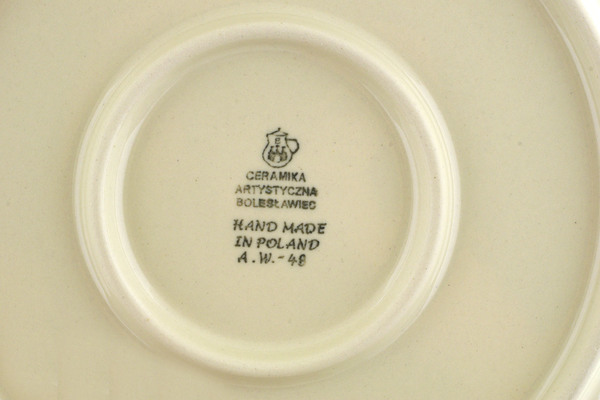 CERAMIKA
ARTYSTYCZNA
BOLESŁAWIEC
HAND MADE
IN POLAND
A.W.-48